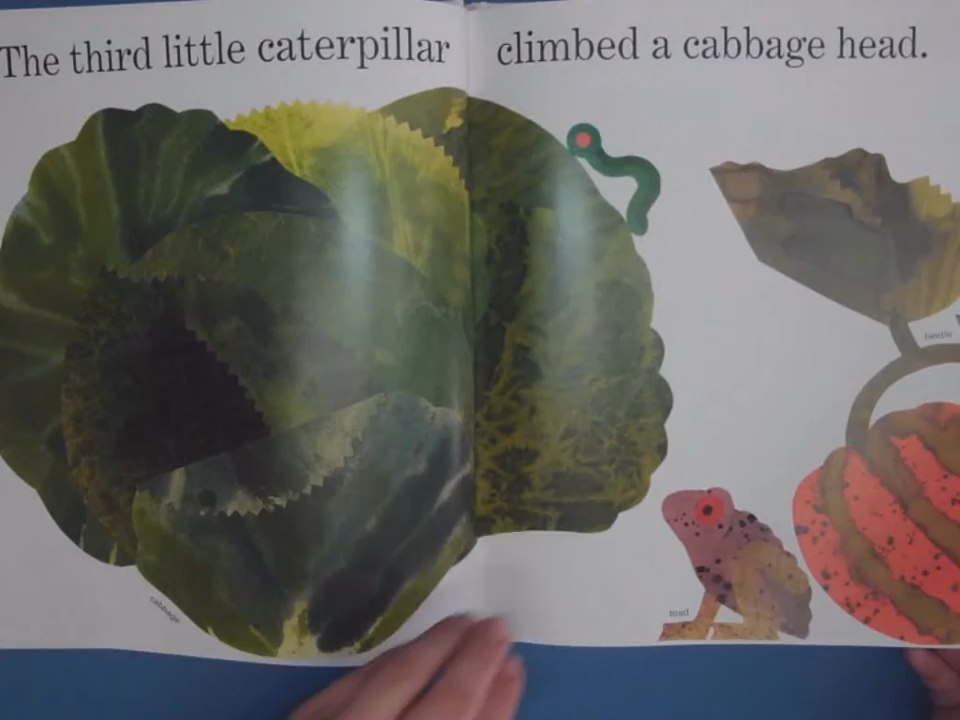 The third little caterpillar climbed a cabbage head.
beetle
cabbage
toad